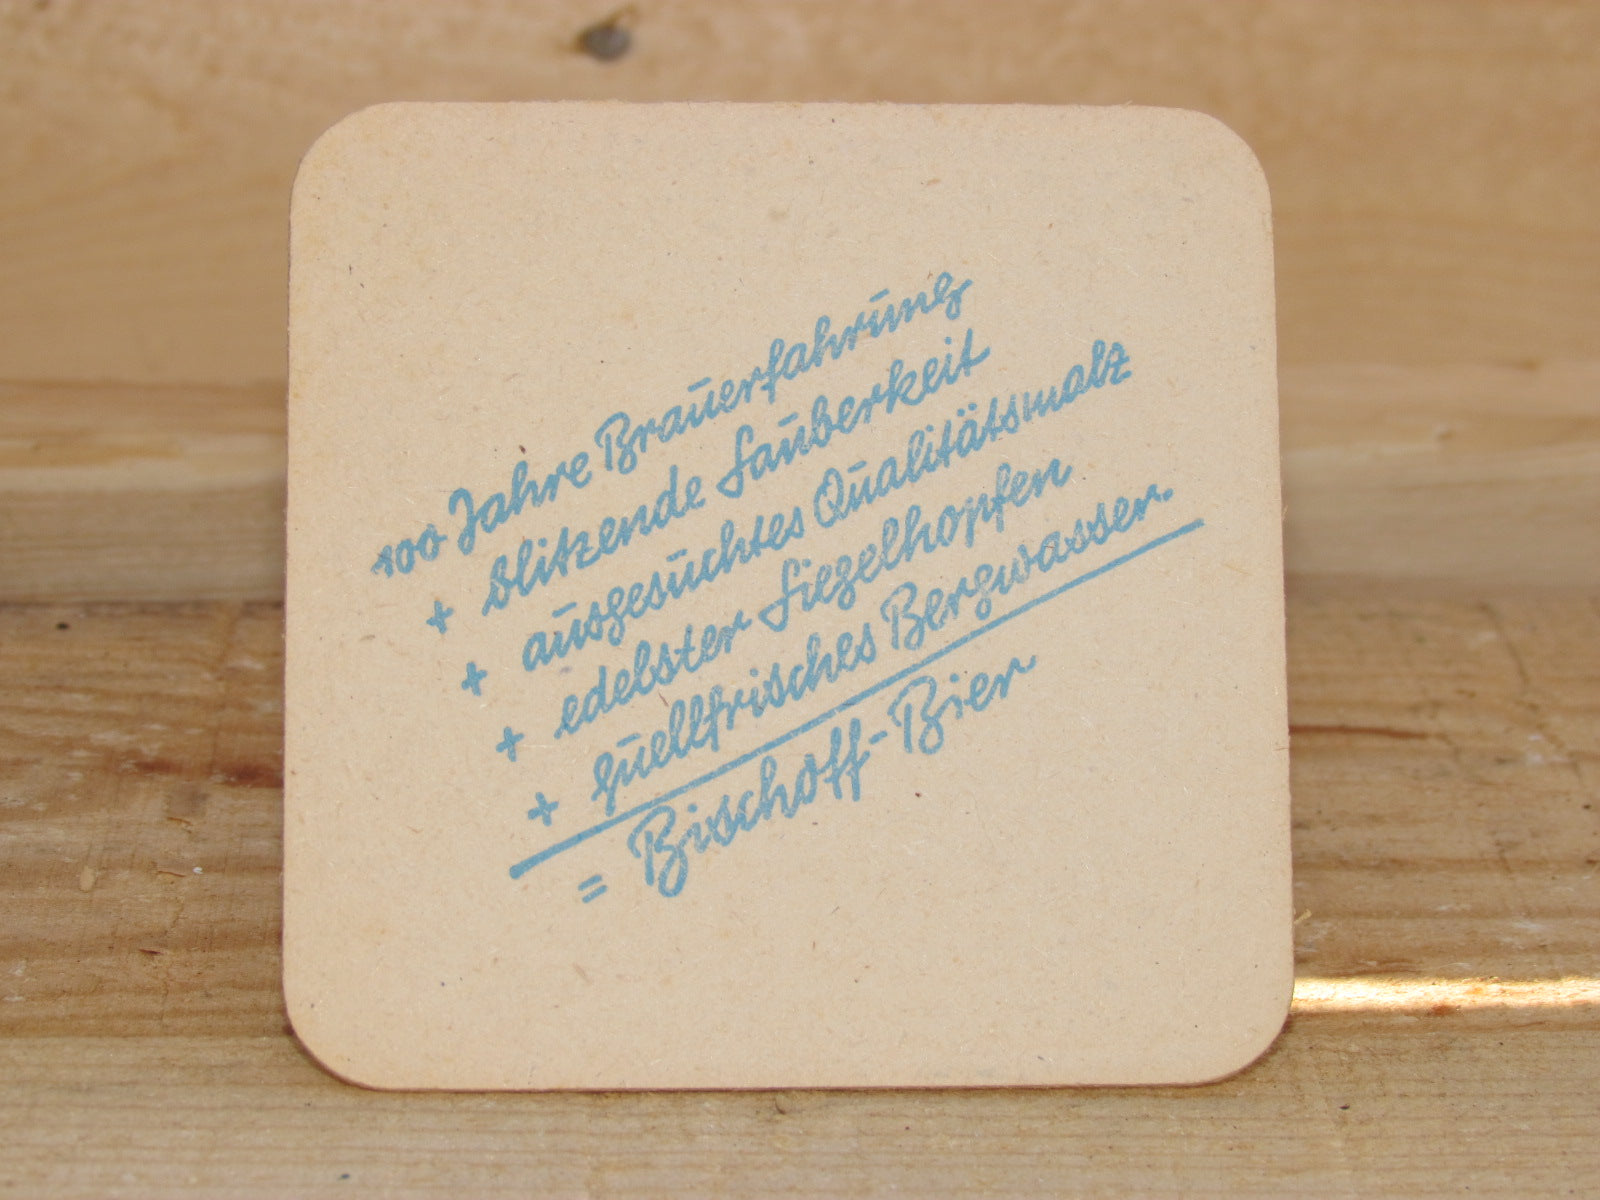 100 Jahre Brauerfahrung
+ blitzende Sauberkeit
+ ausgesuchtes Qualitätsmalz
+ edelster Siegelhopfen
+ quellfrisches Bergwasser.
= Bischoff-Bier